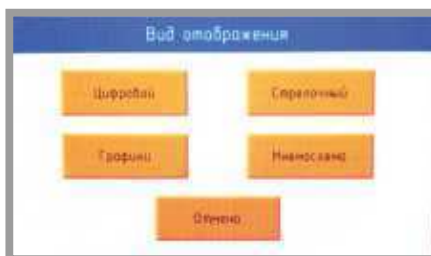 Вид отображения
Цифровой Стрелочный
Графики Мнемосхема
Отмена